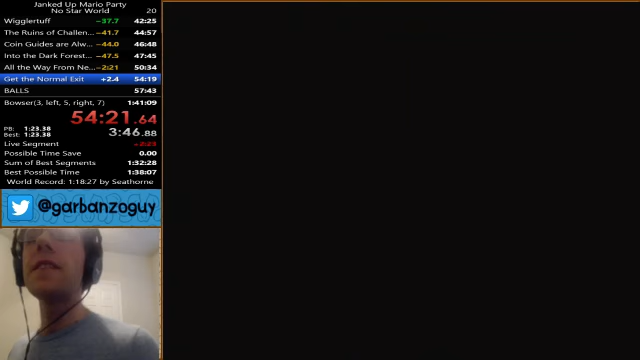 Janked Up Mario Party
No Star World 20
Wigglertuff -37.7 42:25
The Ruins of Challen... -41.7 44:57
Coin Guides are Alw... -44.0 46:48
Into the Dark Forest... -47.5 47:45
All the Way From Ne... -2:21 50:34
Get the Normal Exit +2.4 54:19
BALLS 57:43
Bowser(3, left, 5, right, 7) 1:41:09
54:21.64
PB: 1:23.38
Best: 1:23.38
3:46.88
Live Segment +2:23
Possible Time Save 0.00
Sum of Best Segments 1:32:28
Best Possible Time 1:38:07
World Record: 1:18:27 by Seathorne
@garbanzoguy